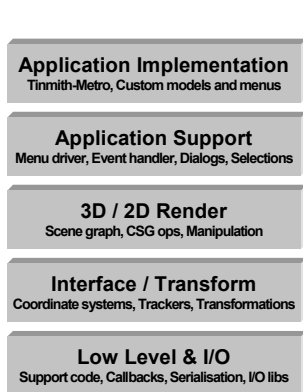 Application Implementation
Tinmith-Metro, Custom models and menus
Application Support
Menu driver, Event handler, Dialogs, Selections
3D / 2D Render
Scene graph, CSG ops, Manipulation
Interface / Transform
Coordinate systems, Trackers, Transformations
Low Level & I/O
Support code, Callbacks, Serialisation, I/O libs